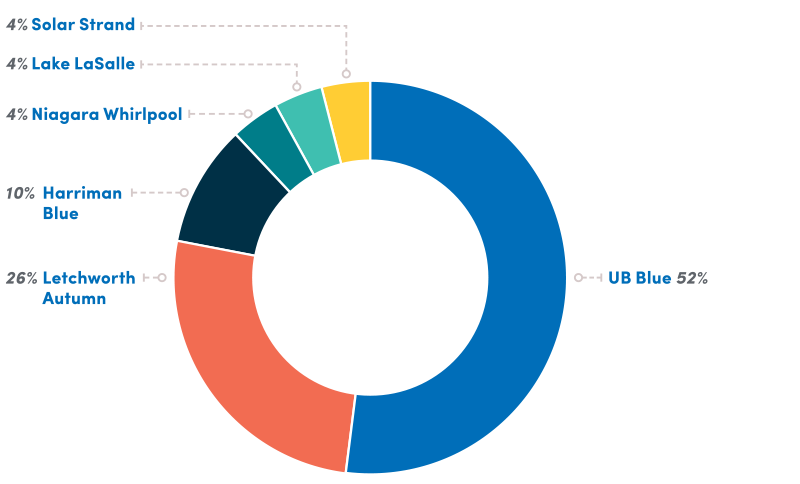 4% Solar Strand
4% Lake LaSalle
4% Niagara Whirlpool
10% Harriman
Blue
26% Letchworth
Autumn
UB Blue 52%